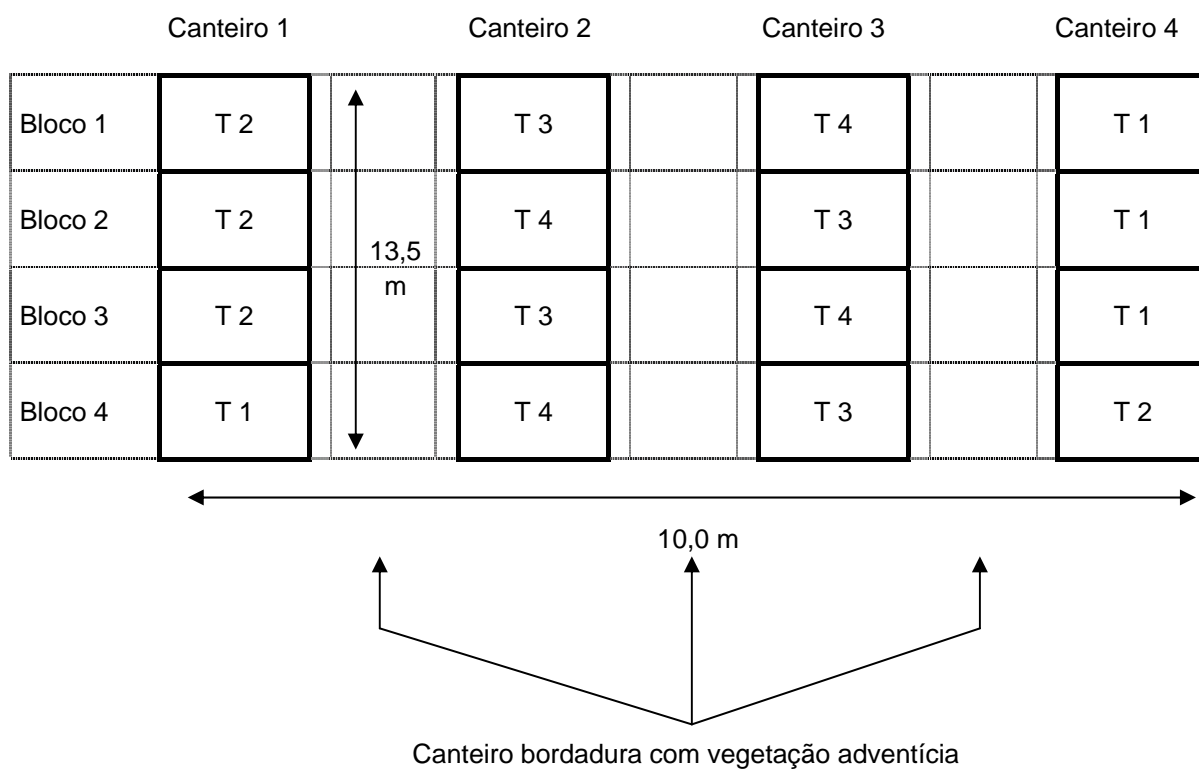 Canteiro 1 Canteiro 2 Canteiro 3 Canteiro 4
Bloco 1 T 2 T 3 T 4 T 1
Bloco 2 T 2 T 4 T 3 T 1
13,5
m
Bloco 3 T 2 T 3 T 4 T 1
Bloco 4 T 1 T 4 T 3 T 2
10,0 m
Canteiro bordadura com vegetação adventícia